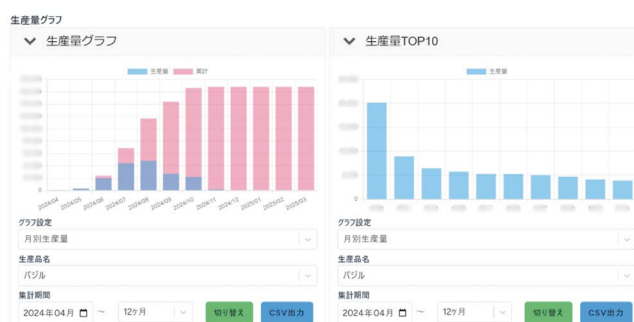 生産量グラフ
生産量グラフ
生産量 累計
0
2024/04 2024/05 2024/06 2024/07 2024/08 2024/09 2024/10 2024/11 2024/12 2025/01 2025/02 2025/03
グラフ設定
月別生産量
生産品名
バジル
集計期間
2024年04月 ~ 12ヶ月 切り替え CSV出力
生産量TOP10
生産量
0
グラフ設定
月別生産量
生産品名
バジル
集計期間
2024年04月 ~ 12ヶ月 切り替え CSV出力